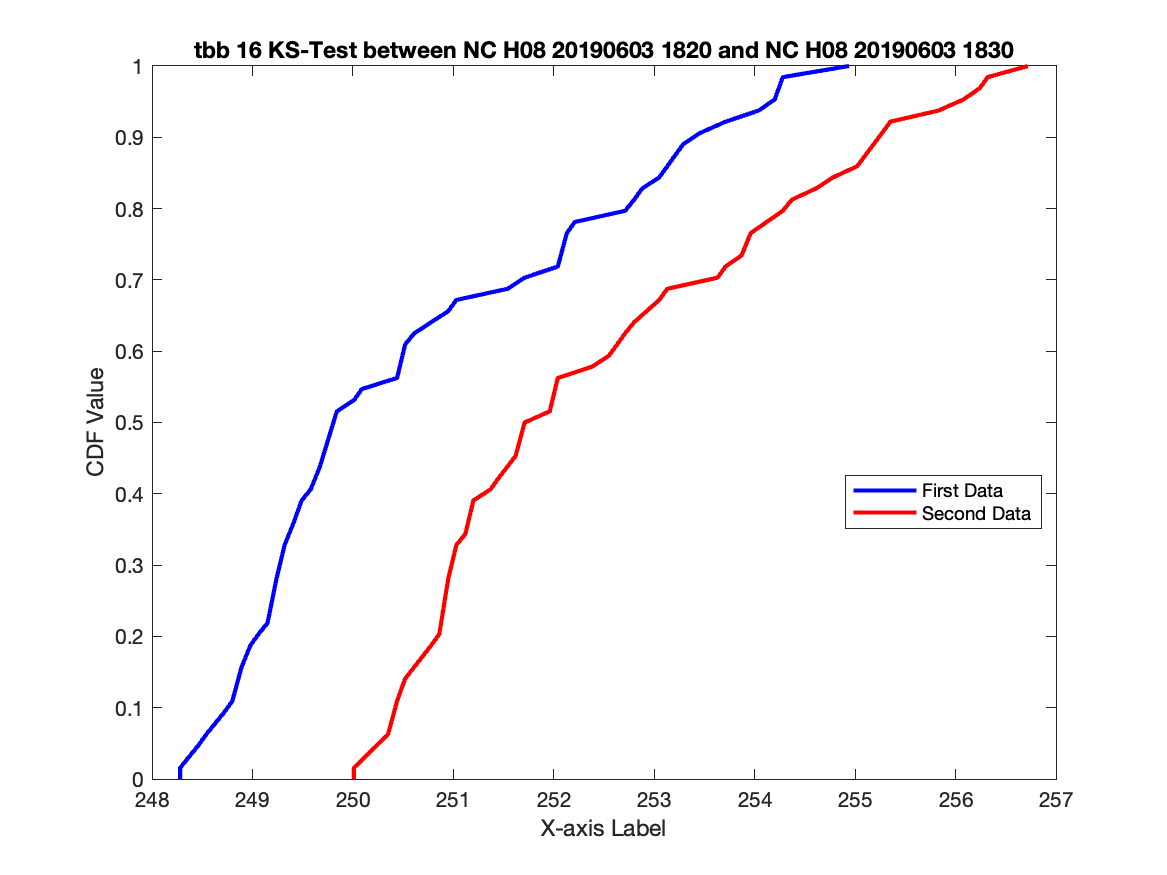 tbb 16 KS-Test between NC H08 20190603 1820 and NC H08 20190603 1830
1
0.9
0.8
0.7
0.6
0.5
0.4
0.3
0.2
0.1
0
CDF Value
First Data
Second Data
248 249 250 251 252 253 254 255 256 257
X-axis Label